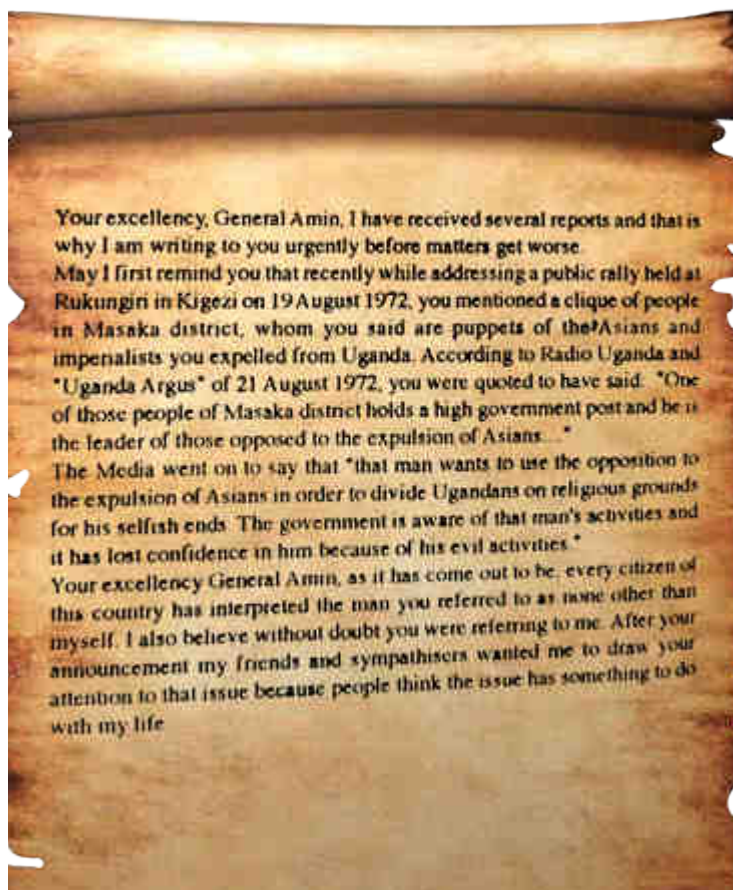 Your excellency, General Amin, I have received several reports and that is
why I am writing to you urgently before matters get worse
May I first remind you that recently while addressing a public rally held at
Rukungiri in Kigezi on 19 August 1972, you mentioned a clique of people
in Masaka district, whom you said are puppets of the Asians and
imperialists you expelled from Uganda. According to Radio Uganda and
"Uganda Argus" of 21 August 1972, you were quoted to have said: "One
of those people of Masaka district holds a high government post and he is
the leader of those opposed to the expulsion of Asians...."
The Media went on to say that "that man wants to use the opposition to
the expulsion of Asians in order to divide Ugandans on religious grounds
for his selfish ends. The government is aware of that man's activities and
it has lost confidence in him because of his evil activities."
Your excellency General Amin, as it has come out to be, every citizen of
this country has interpreted the man you referred to as none other than
myself. I also believe without doubt you were referring to me. After your
announcement my friends and sympathisers wanted me to draw your
attention to that issue because people think the issue has something to do
with my life